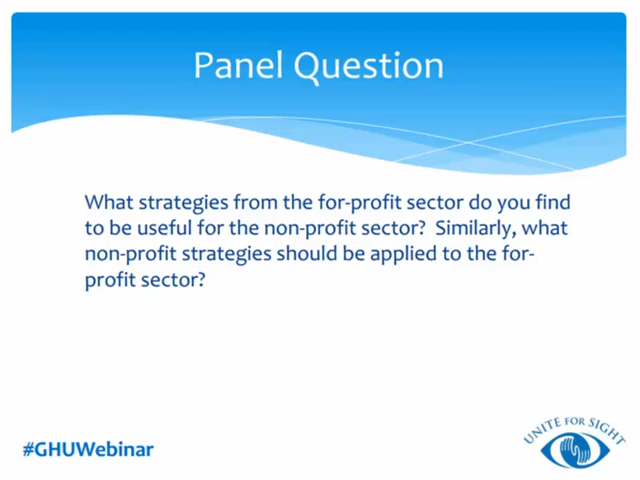 Panel Question
What strategies from the for-profit sector do you find
to be useful for the non-profit sector?  Similarly, what
non-profit strategies should be applied to the for-
profit sector?
#GHUWebinar
UNITE FOR SIGHT